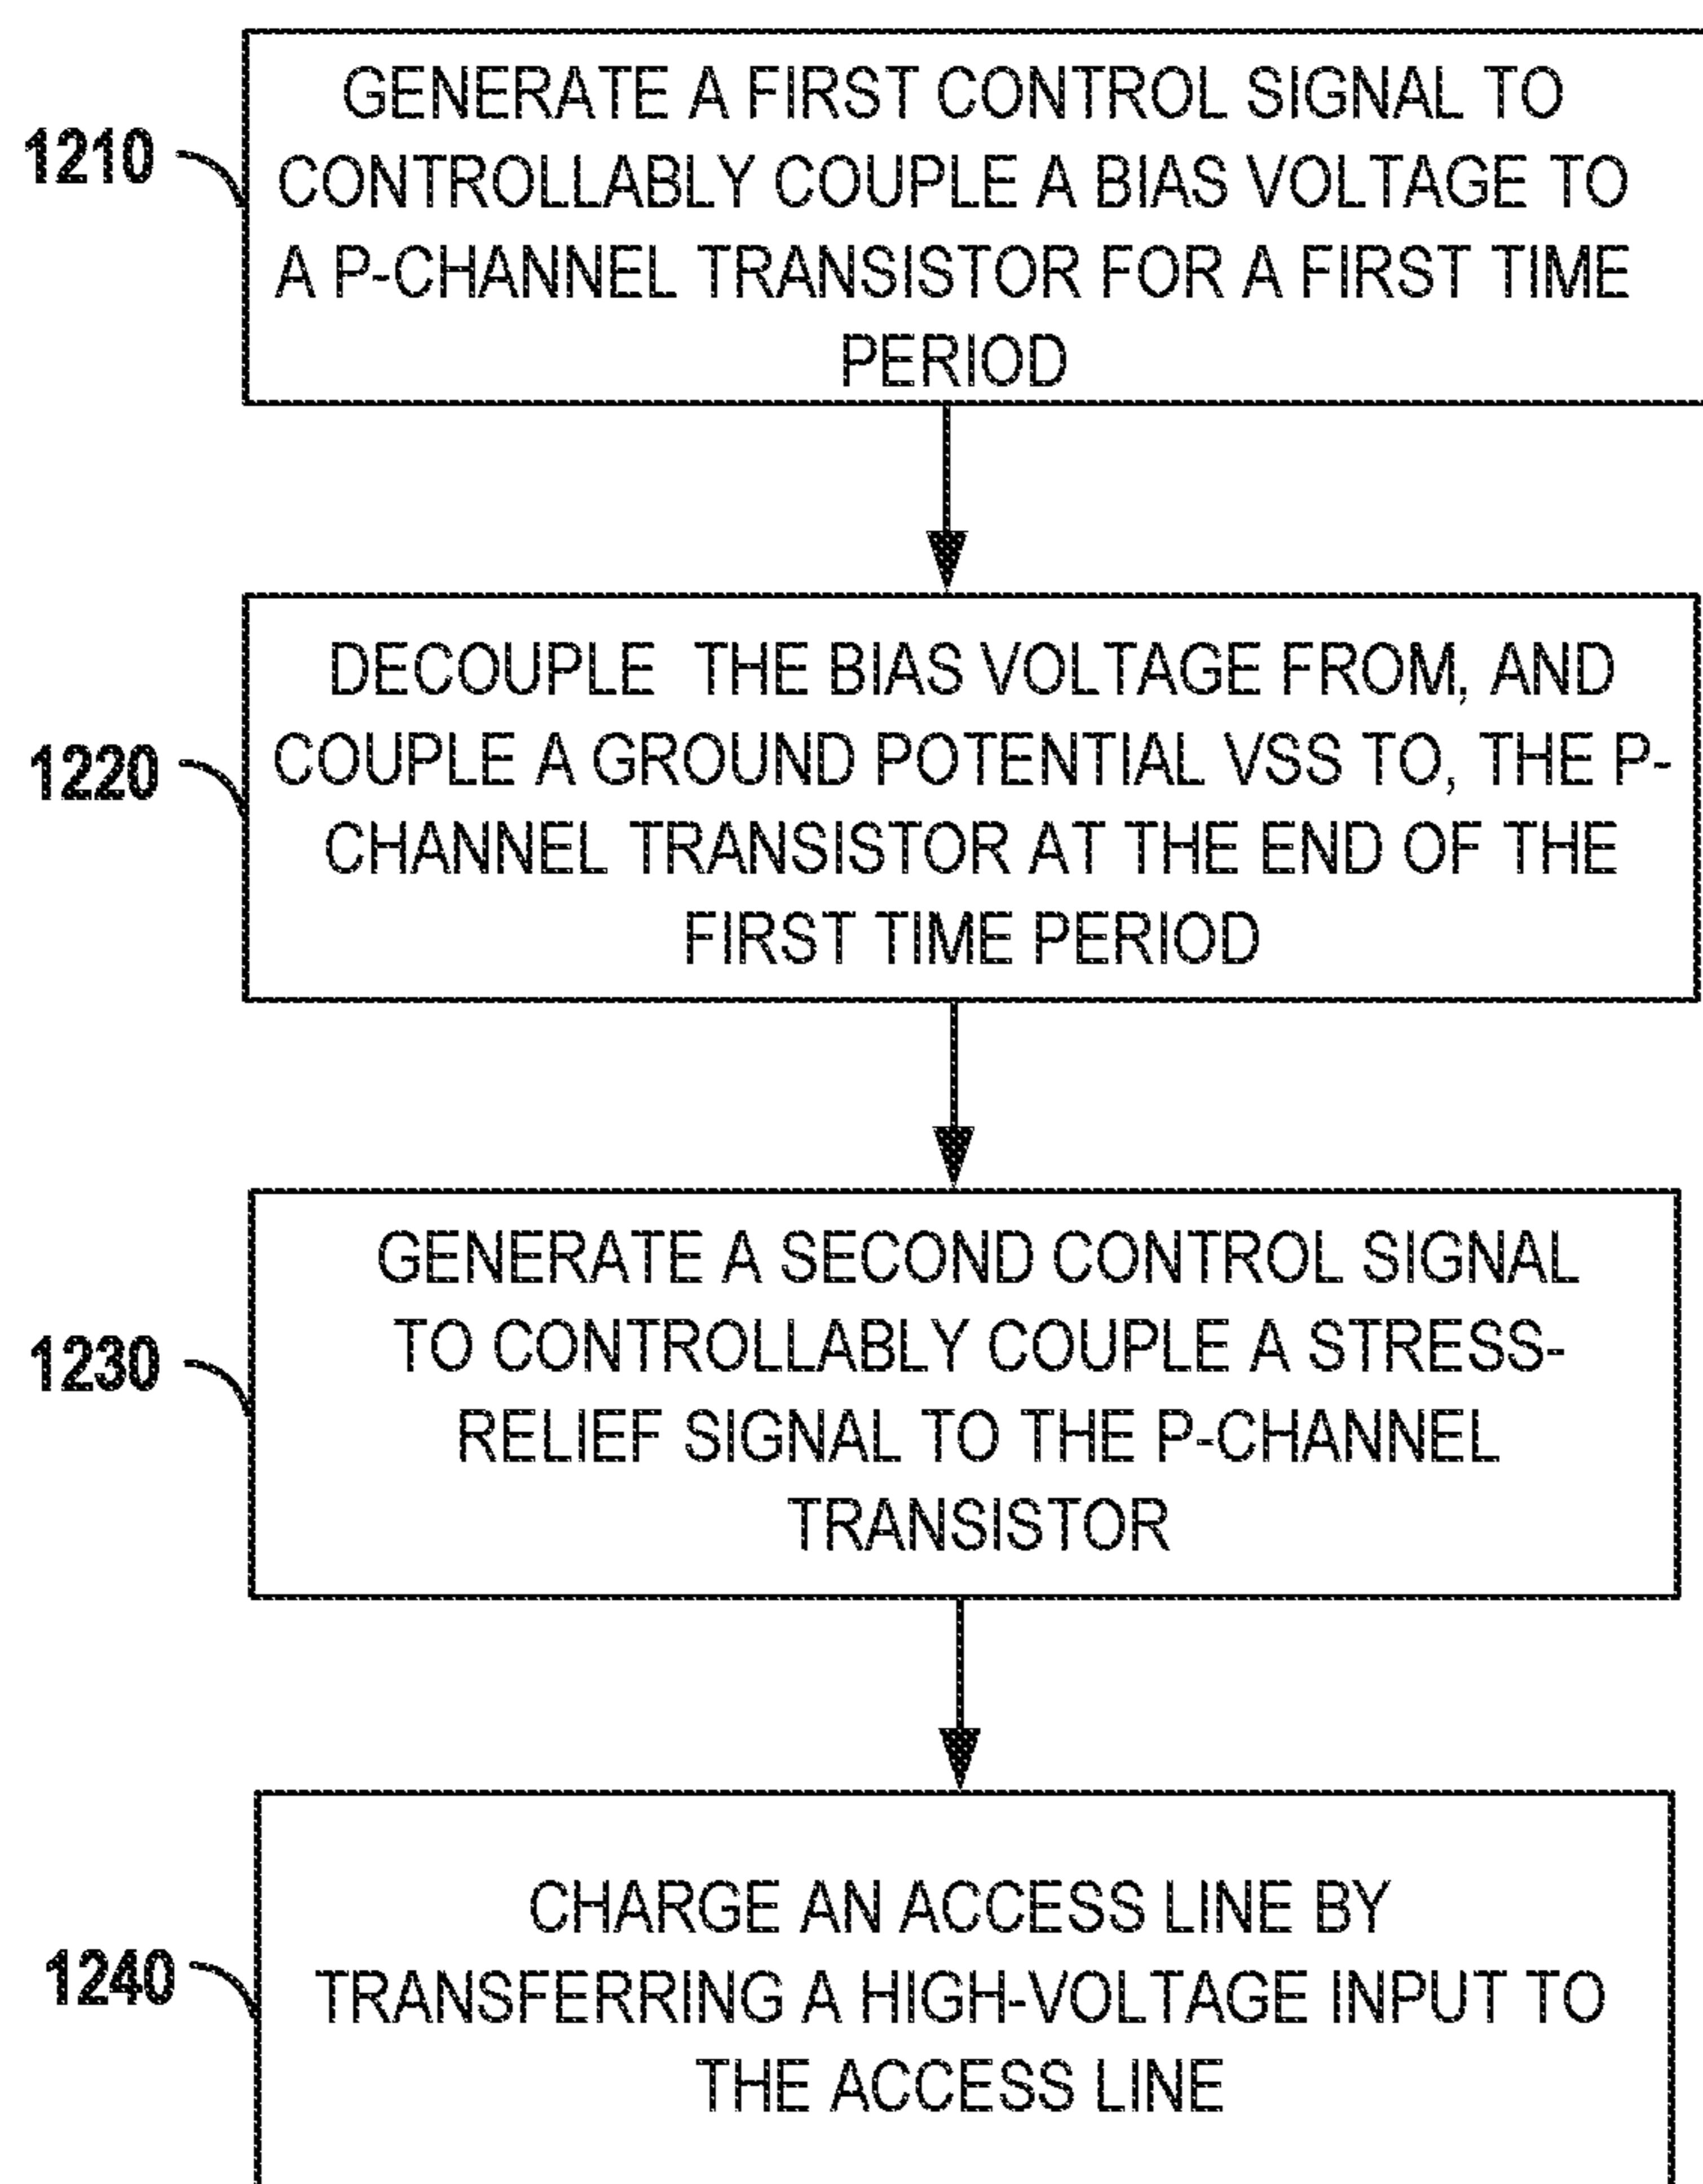 GENERATE A FIRST CONTROL SIGNAL TO
1210
CONTROLLABLY COUPLE A BIAS VOLTAGE TO
A P-CHANNEL TRANSISTOR FOR A FIRST TIME
PERIOD
DECOUPLE THE BIAS VOLTAGE FROM, AND
1220
COUPLE A GROUND POTENTIAL VSS TO, THE P-
CHANNEL TRANSISTOR AT THE END OF THE
FIRST TIME PERIOD
GENERATE A SECOND CONTROL SIGNAL
1230
TO CONTROLLABLY COUPLE A STRESS-
RELIEF SIGNAL TO THE P-CHANNEL
TRANSISTOR
CHARGE AN ACCESS LINE BY
1240
TRANSFERRING A HIGH-VOLTAGE INPUT TO
THE ACCESS LINE